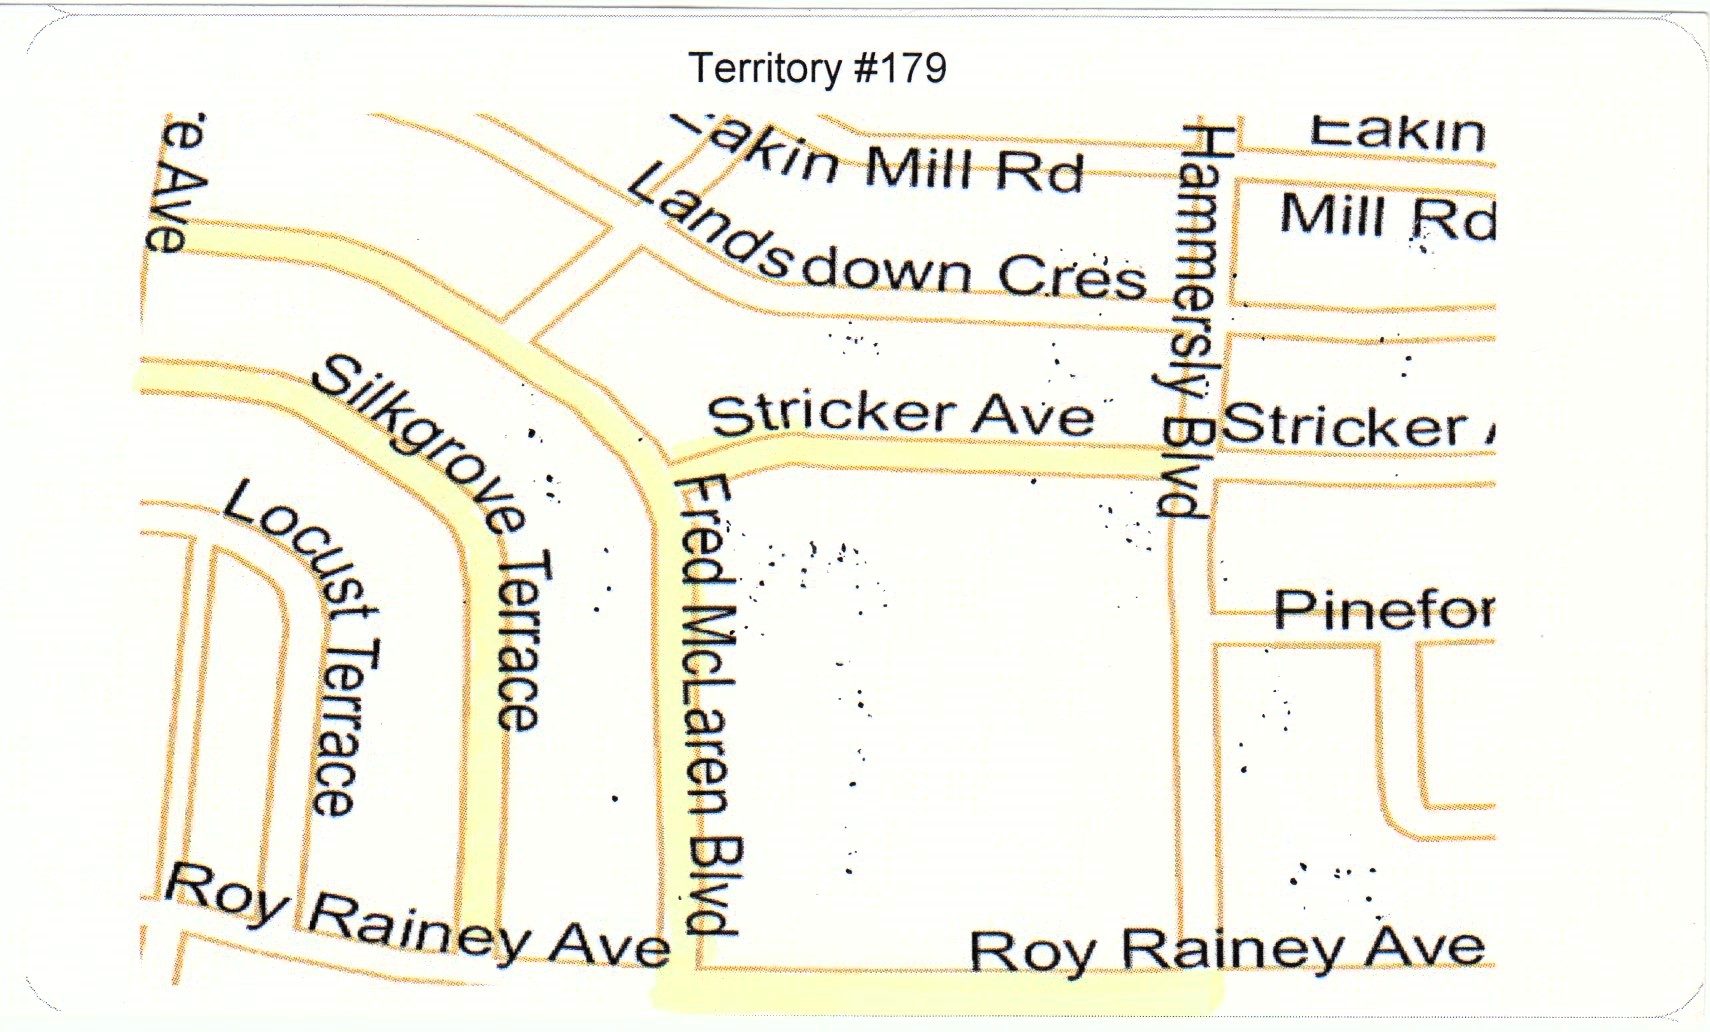 Territory #179
e Ave
Eakin Mill Rd
Eakin
Mill Rd
Landsdown Cres
Hammersly Blvd
Silkgrove Terrace
Stricker Ave
Stricker
Locust Terrace
Fred McLaren Blvd
Pinefor
Roy Rainey Ave
Roy Rainey Ave